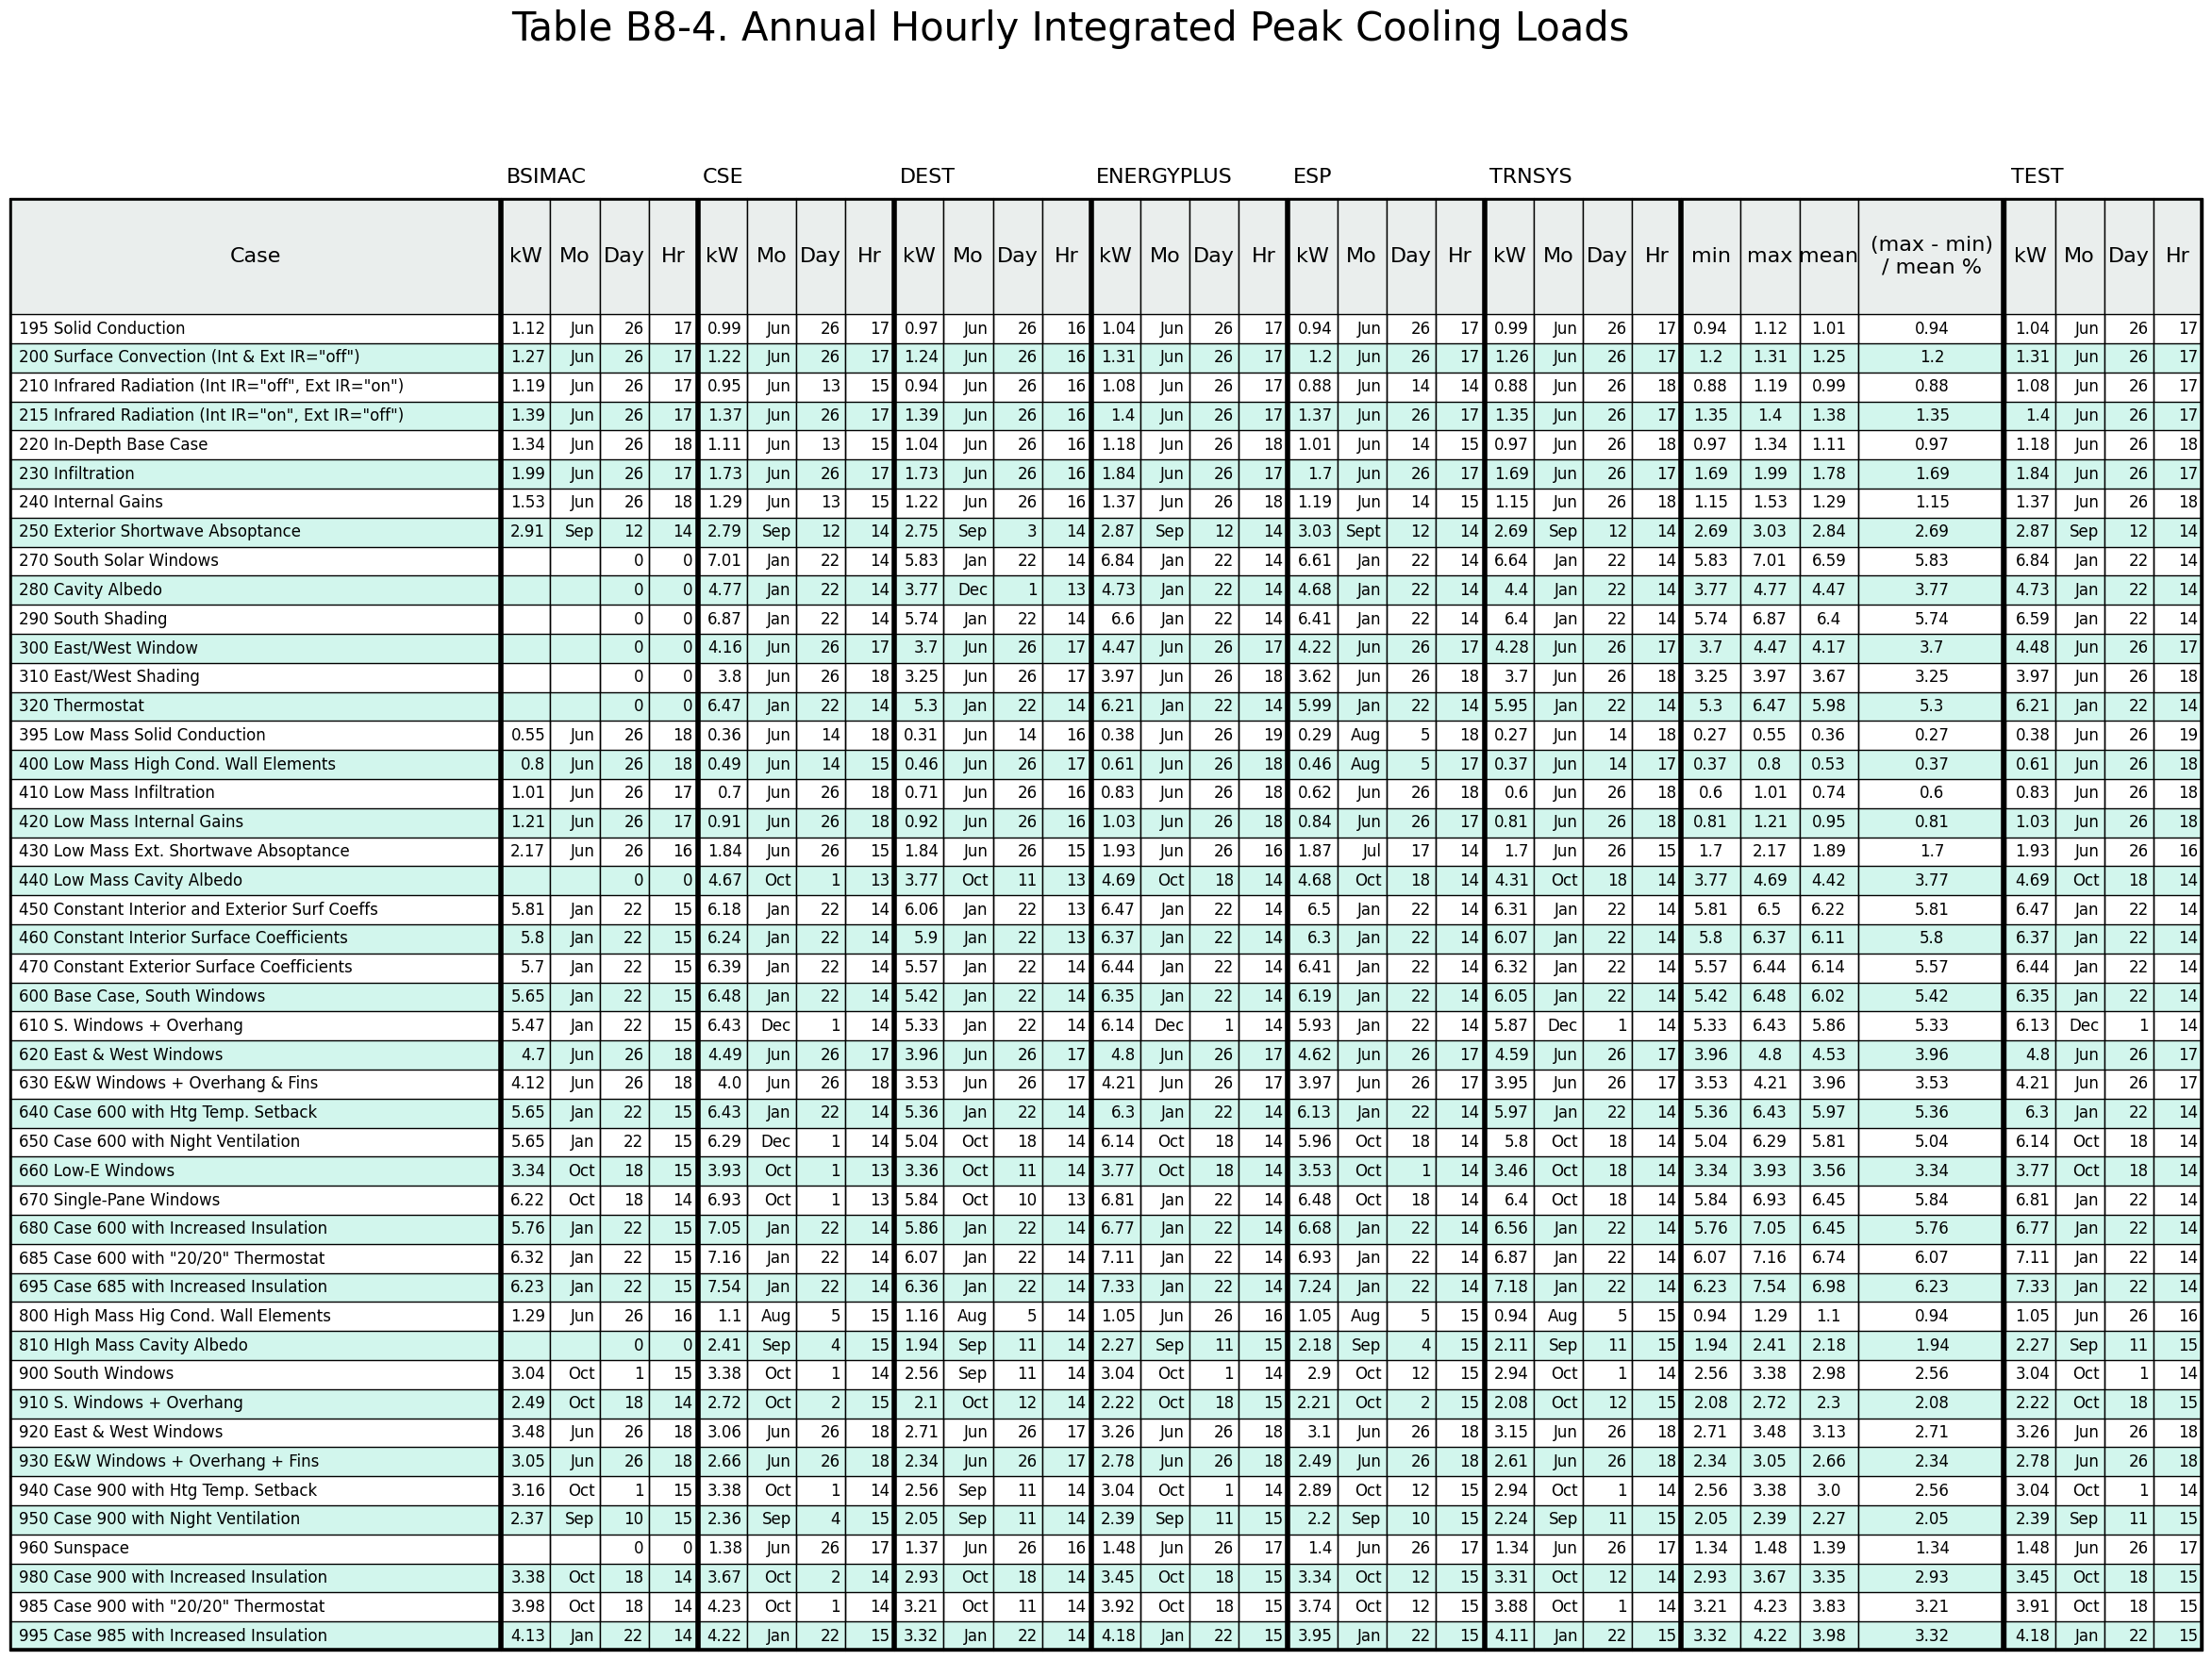 Table B8-4. Annual Hourly Integrated Peak Cooling Loads
BSIMAC CSE DEST ENERGYPLUS ESP TRNSYS TEST
Case kW Mo Day Hr kW Mo Day Hr kW Mo Day Hr kW Mo Day Hr kW Mo Day Hr kW Mo Day Hr min max mean (max - min) / mean % kW Mo Day Hr
195 Solid Conduction 1.12 Jun 26 17 0.99 Jun 26 17 0.97 Jun 26 16 1.04 Jun 26 17 0.94 Jun 26 17 0.99 Jun 26 17 0.94 1.12 1.01 0.94 1.04 Jun 26 17
200 Surface Convection (Int & Ext IR="off") 1.27 Jun 26 17 1.22 Jun 26 17 1.24 Jun 26 16 1.31 Jun 26 17 1.2 Jun 26 17 1.26 Jun 26 17 1.2 1.31 1.25 1.2 1.31 Jun 26 17
210 Infrared Radiation (Int IR="off", Ext IR="on") 1.19 Jun 26 17 0.95 Jun 13 15 0.94 Jun 26 16 1.08 Jun 26 17 0.88 Jun 14 14 0.88 Jun 26 18 0.88 1.19 0.99 0.88 1.08 Jun 26 17
215 Infrared Radiation (Int IR="on", Ext IR="off") 1.39 Jun 26 17 1.37 Jun 26 17 1.39 Jun 26 16 1.4 Jun 26 17 1.37 Jun 26 17 1.35 Jun 26 17 1.35 1.4 1.38 1.35 1.4 Jun 26 17
220 In-Depth Base Case 1.34 Jun 26 18 1.11 Jun 13 15 1.04 Jun 26 16 1.18 Jun 26 18 1.01 Jun 14 15 0.97 Jun 26 18 0.97 1.34 1.11 0.97 1.18 Jun 26 18
230 Infiltration 1.99 Jun 26 17 1.73 Jun 26 17 1.73 Jun 26 16 1.84 Jun 26 17 1.7 Jun 26 17 1.69 Jun 26 17 1.69 1.99 1.78 1.69 1.84 Jun 26 17
240 Internal Gains 1.53 Jun 26 18 1.29 Jun 13 15 1.22 Jun 26 16 1.37 Jun 26 18 1.19 Jun 14 15 1.15 Jun 26 18 1.15 1.53 1.29 1.15 1.37 Jun 26 18
250 Exterior Shortwave Absoptance 2.91 Sep 12 14 2.79 Sep 12 14 2.75 Sep 3 14 2.87 Sep 12 14 3.03 Sept 12 14 2.69 Sep 12 14 2.69 3.03 2.84 2.69 2.87 Sep 12 14
270 South Solar Windows 0 0 7.01 Jan 22 14 5.83 Jan 22 14 6.84 Jan 22 14 6.61 Jan 22 14 6.64 Jan 22 14 5.83 7.01 6.59 5.83 6.84 Jan 22 14
280 Cavity Albedo 0 0 4.77 Jan 22 14 3.77 Dec 1 13 4.73 Jan 22 14 4.68 Jan 22 14 4.4 Jan 22 14 3.77 4.77 4.47 3.77 4.73 Jan 22 14
290 South Shading 0 0 6.87 Jan 22 14 5.74 Jan 22 14 6.6 Jan 22 14 6.41 Jan 22 14 6.4 Jan 22 14 5.74 6.87 6.4 5.74 6.59 Jan 22 14
300 East/West Window 0 0 4.16 Jun 26 17 3.7 Jun 26 17 4.47 Jun 26 17 4.22 Jun 26 17 4.28 Jun 26 17 3.7 4.47 4.17 3.7 4.48 Jun 26 17
310 East/West Shading 0 0 3.8 Jun 26 18 3.25 Jun 26 17 3.97 Jun 26 18 3.62 Jun 26 18 3.7 Jun 26 18 3.25 3.97 3.67 3.25 3.97 Jun 26 18
320 Thermostat 0 0 6.47 Jan 22 14 5.3 Jan 22 14 6.21 Jan 22 14 5.99 Jan 22 14 5.95 Jan 22 14 5.3 6.47 5.98 5.3 6.21 Jan 22 14
395 Low Mass Solid Conduction 0.55 Jun 26 18 0.36 Jun 14 18 0.31 Jun 14 16 0.38 Jun 26 19 0.29 Aug 5 18 0.27 Jun 14 18 0.27 0.55 0.36 0.27 0.38 Jun 26 19
400 Low Mass High Cond. Wall Elements 0.8 Jun 26 18 0.49 Jun 14 15 0.46 Jun 26 17 0.61 Jun 26 18 0.46 Aug 5 17 0.37 Jun 14 17 0.37 0.8 0.53 0.37 0.61 Jun 26 18
410 Low Mass Infiltration 1.01 Jun 26 17 0.7 Jun 26 18 0.71 Jun 26 16 0.83 Jun 26 18 0.62 Jun 26 18 0.6 Jun 26 18 0.6 1.01 0.74 0.6 0.83 Jun 26 18
420 Low Mass Internal Gains 1.21 Jun 26 17 0.91 Jun 26 18 0.92 Jun 26 16 1.03 Jun 26 18 0.84 Jun 26 17 0.81 Jun 26 18 0.81 1.21 0.95 0.81 1.03 Jun 26 18
430 Low Mass Ext. Shortwave Absoptance 2.17 Jun 26 16 1.84 Jun 26 15 1.84 Jun 26 15 1.93 Jun 26 16 1.87 Jul 17 14 1.7 Jun 26 15 1.7 2.17 1.89 1.7 1.93 Jun 26 16
440 Low Mass Cavity Albedo 0 0 4.67 Oct 1 13 3.77 Oct 11 13 4.69 Oct 18 14 4.68 Oct 18 14 4.31 Oct 18 14 3.77 4.69 4.42 3.77 4.69 Oct 18 14
450 Constant Interior and Exterior Surf Coeffs 5.81 Jan 22 15 6.18 Jan 22 14 6.06 Jan 22 13 6.47 Jan 22 14 6.5 Jan 22 14 6.31 Jan 22 14 5.81 6.5 6.22 5.81 6.47 Jan 22 14
460 Constant Interior Surface Coefficients 5.8 Jan 22 15 6.24 Jan 22 14 5.9 Jan 22 13 6.37 Jan 22 14 6.3 Jan 22 14 6.07 Jan 22 14 5.8 6.37 6.11 5.8 6.37 Jan 22 14
470 Constant Exterior Surface Coefficients 5.7 Jan 22 15 6.39 Jan 22 14 5.57 Jan 22 14 6.44 Jan 22 14 6.41 Jan 22 14 6.32 Jan 22 14 5.57 6.44 6.14 5.57 6.44 Jan 22 14
600 Base Case, South Windows 5.65 Jan 22 15 6.48 Jan 22 14 5.42 Jan 22 14 6.35 Jan 22 14 6.19 Jan 22 14 6.05 Jan 22 14 5.42 6.48 6.02 5.42 6.35 Jan 22 14
610 S. Windows + Overhang 5.47 Jan 22 15 6.43 Dec 1 14 5.33 Jan 22 14 6.14 Dec 1 14 5.93 Jan 22 14 5.87 Dec 1 14 5.33 6.43 5.86 5.33 6.13 Dec 1 14
620 East & West Windows 4.7 Jun 26 18 4.49 Jun 26 17 3.96 Jun 26 17 4.8 Jun 26 17 4.62 Jun 26 17 4.59 Jun 26 17 3.96 4.8 4.53 3.96 4.8 Jun 26 17
630 E&W Windows + Overhang & Fins 4.12 Jun 26 18 4.0 Jun 26 18 3.53 Jun 26 17 4.21 Jun 26 17 3.97 Jun 26 17 3.95 Jun 26 17 3.53 4.21 3.96 3.53 4.21 Jun 26 17
640 Case 600 with Htg Temp. Setback 5.65 Jan 22 15 6.43 Jan 22 14 5.36 Jan 22 14 6.3 Jan 22 14 6.13 Jan 22 14 5.97 Jan 22 14 5.36 6.43 5.97 5.36 6.3 Jan 22 14
650 Case 600 with Night Ventilation 5.65 Jan 22 15 6.29 Dec 1 14 5.04 Oct 18 14 6.14 Oct 18 14 5.96 Oct 18 14 5.8 Oct 18 14 5.04 6.29 5.81 5.04 6.14 Oct 18 14
660 Low-E Windows 3.34 Oct 18 15 3.93 Oct 1 13 3.36 Oct 11 14 3.77 Oct 18 14 3.53 Oct 1 14 3.46 Oct 18 14 3.34 3.93 3.56 3.34 3.77 Oct 18 14
670 Single-Pane Windows 6.22 Oct 18 14 6.93 Oct 1 13 5.84 Oct 10 13 6.81 Jan 22 14 6.48 Oct 18 14 6.4 Oct 18 14 5.84 6.93 6.45 5.84 6.81 Jan 22 14
680 Case 600 with Increased Insulation 5.76 Jan 22 15 7.05 Jan 22 14 5.86 Jan 22 14 6.77 Jan 22 14 6.68 Jan 22 14 6.56 Jan 22 14 5.76 7.05 6.45 5.76 6.77 Jan 22 14
685 Case 600 with "20/20" Thermostat 6.32 Jan 22 15 7.16 Jan 22 14 6.07 Jan 22 14 7.11 Jan 22 14 6.93 Jan 22 14 6.87 Jan 22 14 6.07 7.16 6.74 6.07 7.11 Jan 22 14
695 Case 685 with Increased Insulation 6.23 Jan 22 15 7.54 Jan 22 14 6.36 Jan 22 14 7.33 Jan 22 14 7.24 Jan 22 14 7.18 Jan 22 14 6.23 7.54 6.98 6.23 7.33 Jan 22 14
800 High Mass Hig Cond. Wall Elements 1.29 Jun 26 16 1.1 Aug 5 15 1.16 Aug 5 14 1.05 Jun 26 16 1.05 Aug 5 15 0.94 Aug 5 15 0.94 1.29 1.1 0.94 1.05 Jun 26 16
810 HIgh Mass Cavity Albedo 0 0 2.41 Sep 4 15 1.94 Sep 11 14 2.27 Sep 11 15 2.18 Sep 4 15 2.11 Sep 11 15 1.94 2.41 2.18 1.94 2.27 Sep 11 15
900 South Windows 3.04 Oct 1 15 3.38 Oct 1 14 2.56 Sep 11 14 3.04 Oct 1 14 2.9 Oct 12 15 2.94 Oct 1 14 2.56 3.38 2.98 2.56 3.04 Oct 1 14
910 S. Windows + Overhang 2.49 Oct 18 14 2.72 Oct 2 15 2.1 Oct 12 14 2.22 Oct 18 15 2.21 Oct 2 15 2.08 Oct 12 15 2.08 2.72 2.3 2.08 2.22 Oct 18 15
920 East & West Windows 3.48 Jun 26 18 3.06 Jun 26 18 2.71 Jun 26 17 3.26 Jun 26 18 3.1 Jun 26 18 3.15 Jun 26 18 2.71 3.48 3.13 2.71 3.26 Jun 26 18
930 E&W Windows + Overhang + Fins 3.05 Jun 26 18 2.66 Jun 26 18 2.34 Jun 26 17 2.78 Jun 26 18 2.49 Jun 26 18 2.61 Jun 26 18 2.34 3.05 2.66 2.34 2.78 Jun 26 18
940 Case 900 with Htg Temp. Setback 3.16 Oct 1 15 3.38 Oct 1 14 2.56 Sep 11 14 3.04 Oct 1 14 2.89 Oct 12 15 2.94 Oct 1 14 2.56 3.38 3.0 2.56 3.04 Oct 1 14
950 Case 900 with Night Ventilation 2.37 Sep 10 15 2.36 Sep 4 15 2.05 Sep 11 14 2.39 Sep 11 15 2.2 Sep 10 15 2.24 Sep 11 15 2.05 2.39 2.27 2.05 2.39 Sep 11 15
960 Sunspace 0 0 1.38 Jun 26 17 1.37 Jun 26 16 1.48 Jun 26 17 1.4 Jun 26 17 1.34 Jun 26 17 1.34 1.48 1.39 1.34 1.48 Jun 26 17
980 Case 900 with Increased Insulation 3.38 Oct 18 14 3.67 Oct 2 14 2.93 Oct 18 14 3.45 Oct 18 15 3.34 Oct 12 15 3.31 Oct 12 14 2.93 3.67 3.35 2.93 3.45 Oct 18 15
985 Case 900 with "20/20" Thermostat 3.98 Oct 18 14 4.23 Oct 1 14 3.21 Oct 11 14 3.92 Oct 18 15 3.74 Oct 12 15 3.88 Oct 1 14 3.21 4.23 3.83 3.21 3.91 Oct 18 15
995 Case 985 with Increased Insulation 4.13 Jan 22 14 4.22 Jan 22 15 3.32 Jan 22 14 4.18 Jan 22 15 3.95 Jan 22 15 4.11 Jan 22 15 3.32 4.22 3.98 3.32 4.18 Jan 22 15